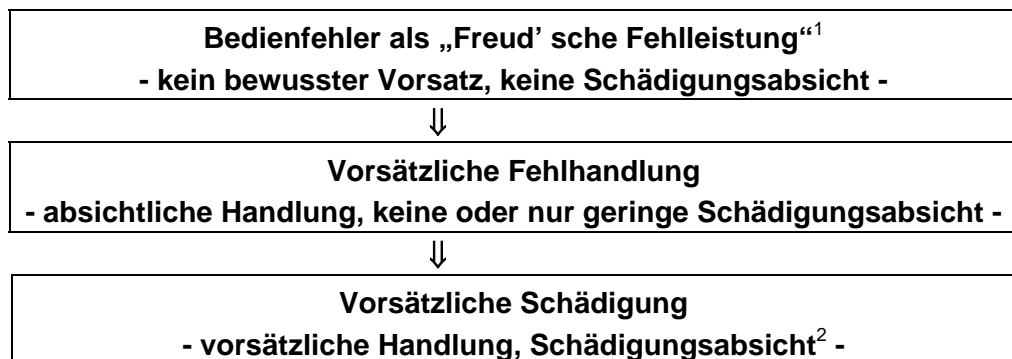 Bedienfehler als „Freud’ sche Fehlleistung“¹
- kein bewusster Vorsatz, keine Schädigungsabsicht -
⇓
Vorsätzliche Fehlhandlung
- absichtliche Handlung, keine oder nur geringe Schädigungsabsicht -
⇓
Vorsätzliche Schädigung
- vorsätzliche Handlung, Schädigungsabsicht² -